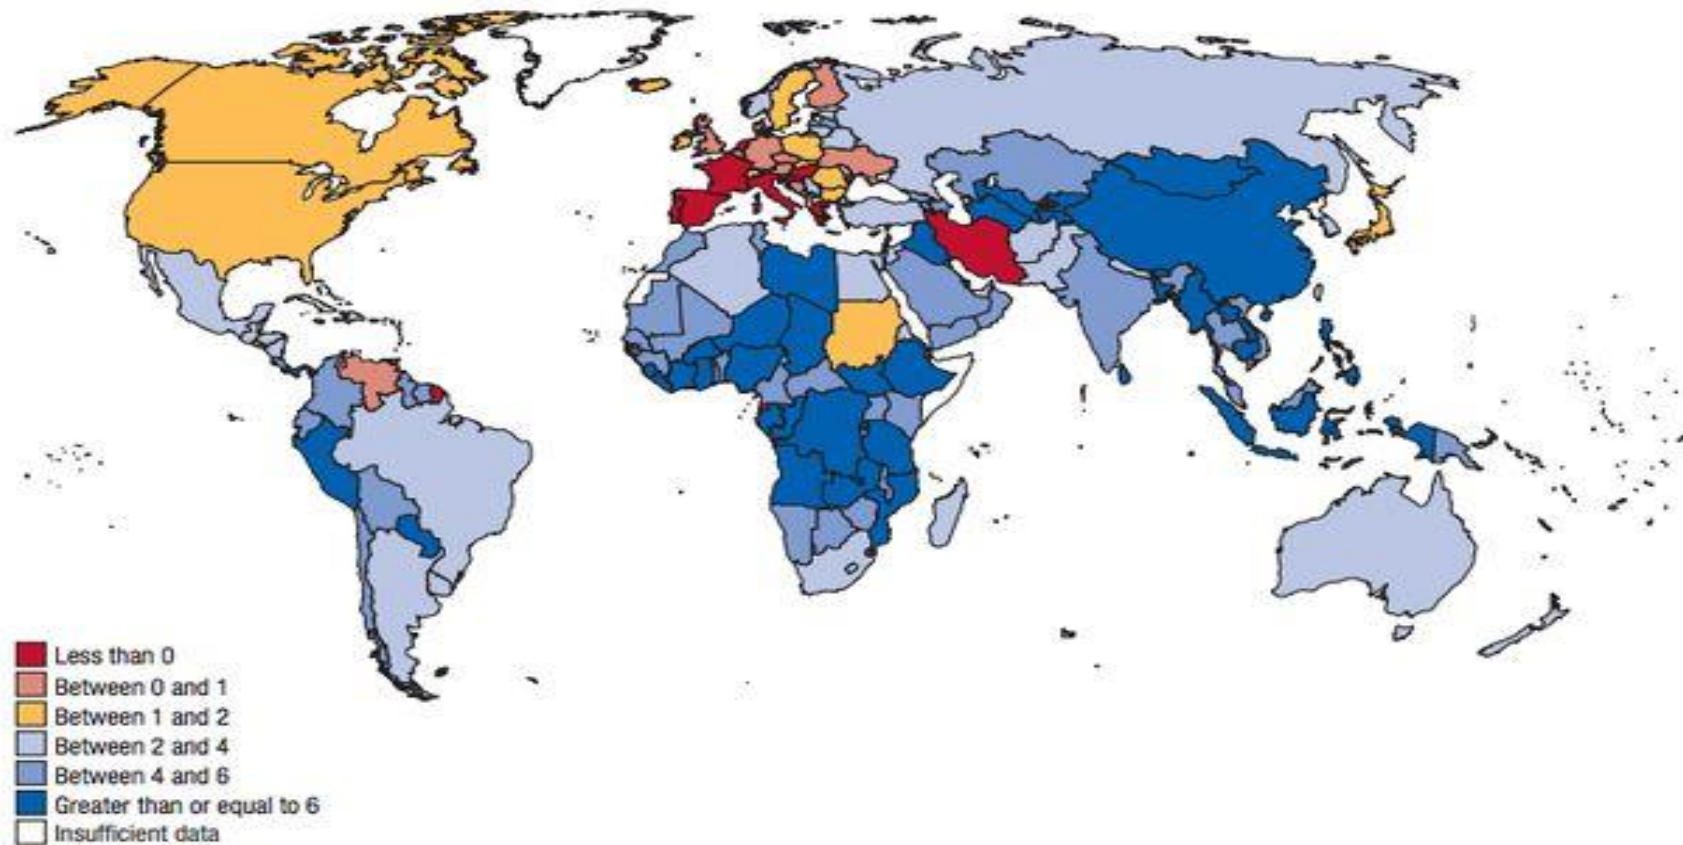 Less than 0
Between 0 and 1
Between 1 and 2
Between 2 and 4
Between 4 and 6
Greater than or equal to 6
Insufficient data